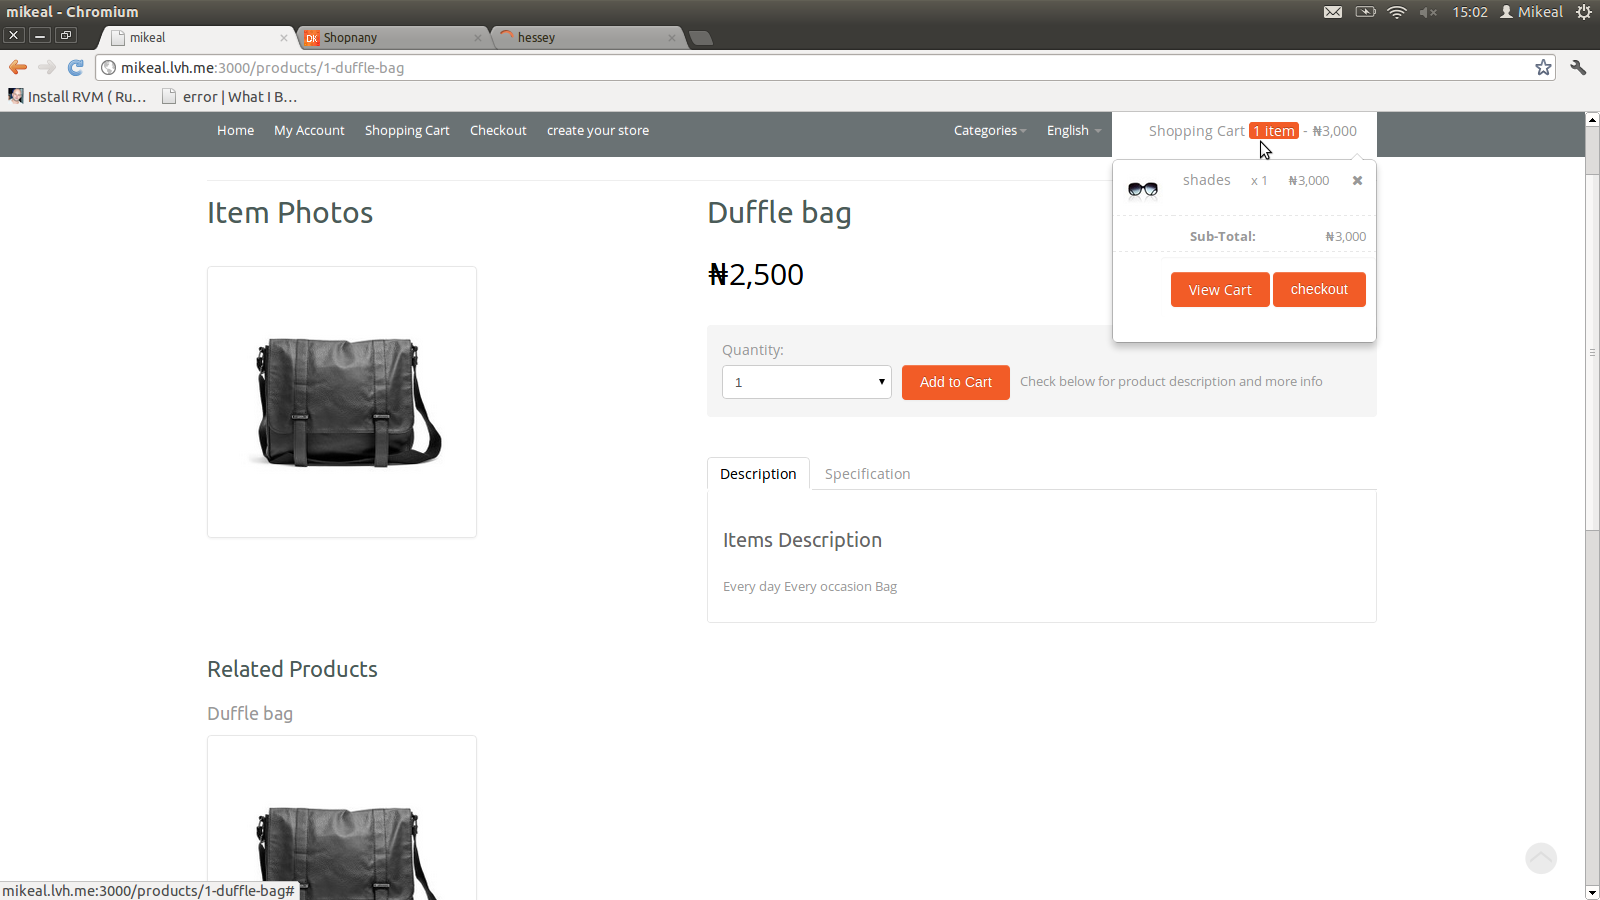 mikeal - Chromium
15:02 Mikeal
mikeal
Shopnany
hessey
mikeal.lvh.me:3000/products/1-duffle-bag
Install RVM ( Ru...
error | What I B...
Home My Account Shopping Cart Checkout create your store
Categories English
Shopping Cart 1 item - ₦3,000
shades x 1 ₦3,000
Sub-Total: ₦3,000
View Cart checkout
Item Photos
Duffle bag
₦2,500
Quantity:
1
Add to Cart
Check below for product description and more info
Description Specification
Items Description
Every day Every occasion Bag
Related Products
Duffle bag
mikeal.lvh.me:3000/products/1-duffle-bag#